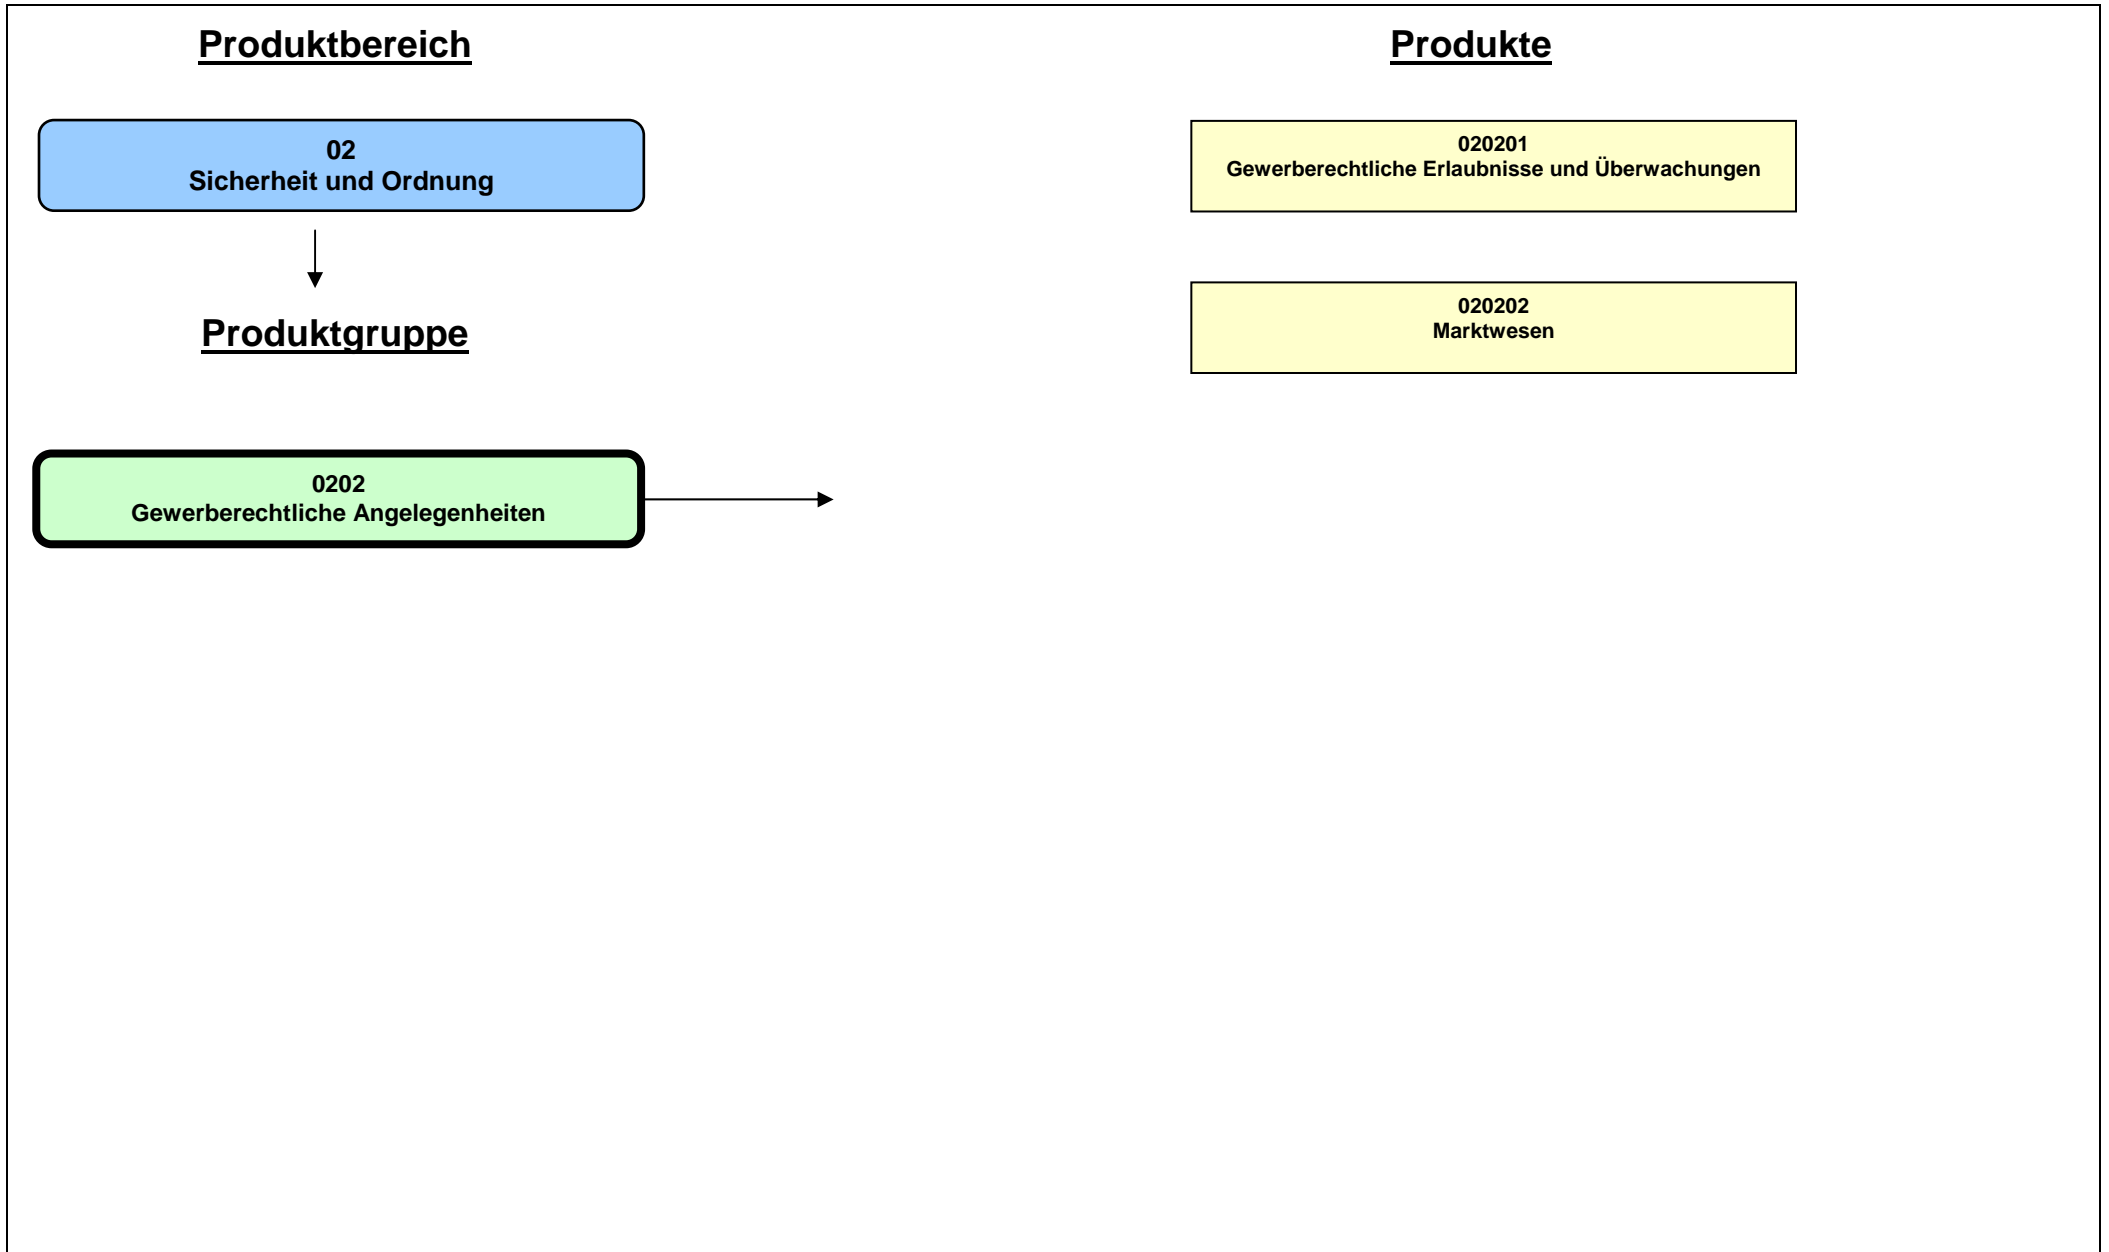 Produktbereich
02
Sicherheit und Ordnung
Produktgruppe
0202
Gewerberechtliche Angelegenheiten
Produkte
020201
Gewerberechtliche Erlaubnisse und Überwachungen
020202
Marktwesen